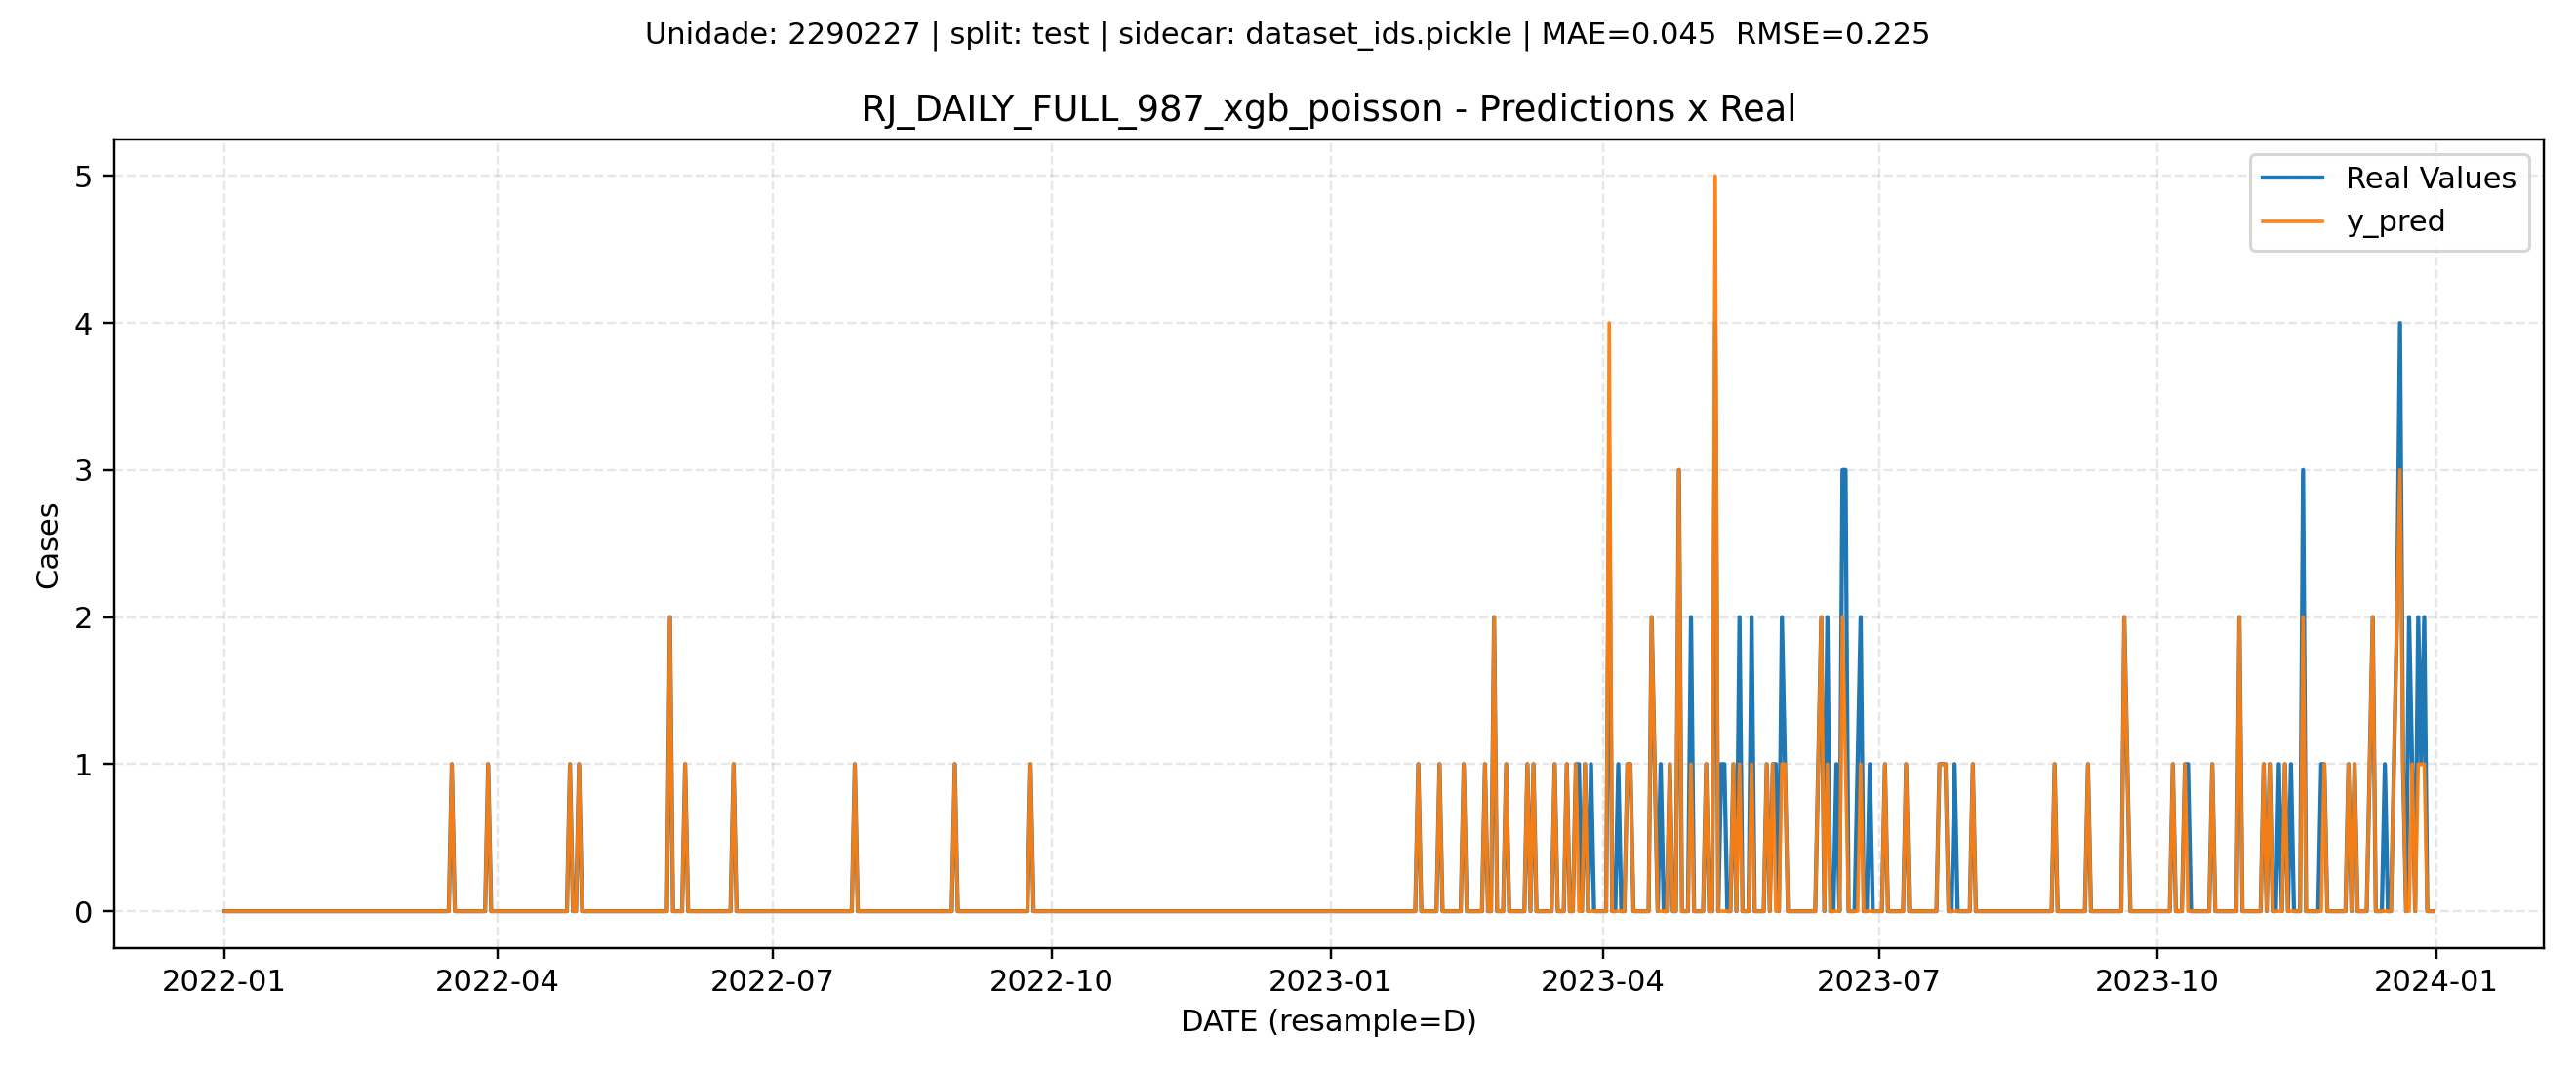 Unidade: 2290227 | split: test | sidecar: dataset_ids.pickle | MAE=0.045  RMSE=0.225
RJ_DAILY_FULL_987_xgb_poisson - Predictions x Real
Real Values
y_pred
Cases
5
4
3
2
1
0
2022-01 2022-04 2022-07 2022-10 2023-01 2023-04 2023-07 2023-10 2024-01
DATE (resample=D)